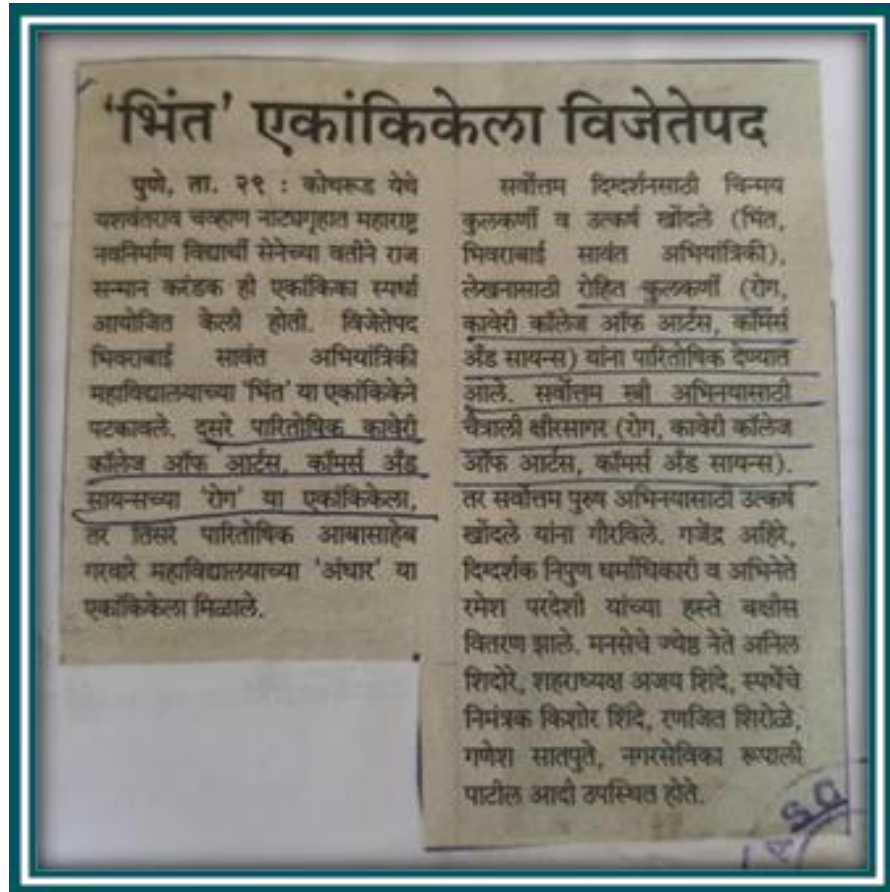 ‘भिंत’ एकांकिकेला विजेतेपद
पुणे, ता. २९ : कोथरूड येथे
यशवंतराव चव्हाण नाट्यगृहात महाराष्ट्र
नवनिर्माण विद्यार्थी सेनेच्या वतीने राज
सन्मान करंडक ही एकांकिका स्पर्धा
आयोजित केली होती. विजेतेपद
भिवराबाई सावंत अभियांत्रिकी
महाविद्यालयाच्या ‘भिंत’ या एकांकिकेने
पटकावले. दुसरे पारितोषिक कावेरी
कॉलेज ऑफ आर्टस, कॉमर्स अँड
सायन्सच्या ‘रोग’ या एकांकिकेला,
तर तिसरे पारितोषिक आबासाहेब
गरवारे महाविद्यालयाच्या ‘अंधार’ या
एकांकिकेला मिळाले.
सर्वोत्तम दिग्दर्शनसाठी चिन्मय
कुलकर्णी व उत्कर्ष खोंदले (भिंत,
भिवराबाई सावंत अभियांत्रिकी),
लेखनासाठी रोहित कुलकर्णी (रोग,
कावेरी कॉलेज ऑफ आर्टस, कॉमर्स
अँड सायन्स) यांना पारितोषिक देण्यात
आले. सर्वोत्तम स्त्री अभिनयासाठी
चैत्राली क्षीरसागर (रोग, कावेरी कॉलेज
ऑफ आर्टस, कॉमर्स अँड सायन्स).
तर सर्वोत्तम पुरुष अभिनयासाठी उत्कर्ष
खोंदले यांना गौरविले. गजेंद्र अहिरे,
दिग्दर्शक निपुण धर्माधिकारी व अभिनेते
रमेश परदेशी यांच्या हस्ते बक्षीस
वितरण झाले. मनसेचे ज्येष्ठ नेते अनिल
शिदोरे, शहराध्यक्ष अजय शिंदे, स्पर्धेचे
निमंत्रक किशोर शिंदे, रणजित शिरोळे,
गणेश सातपुते, नगरसेविका रूपाली
पाटील आदी उपस्थित होते.